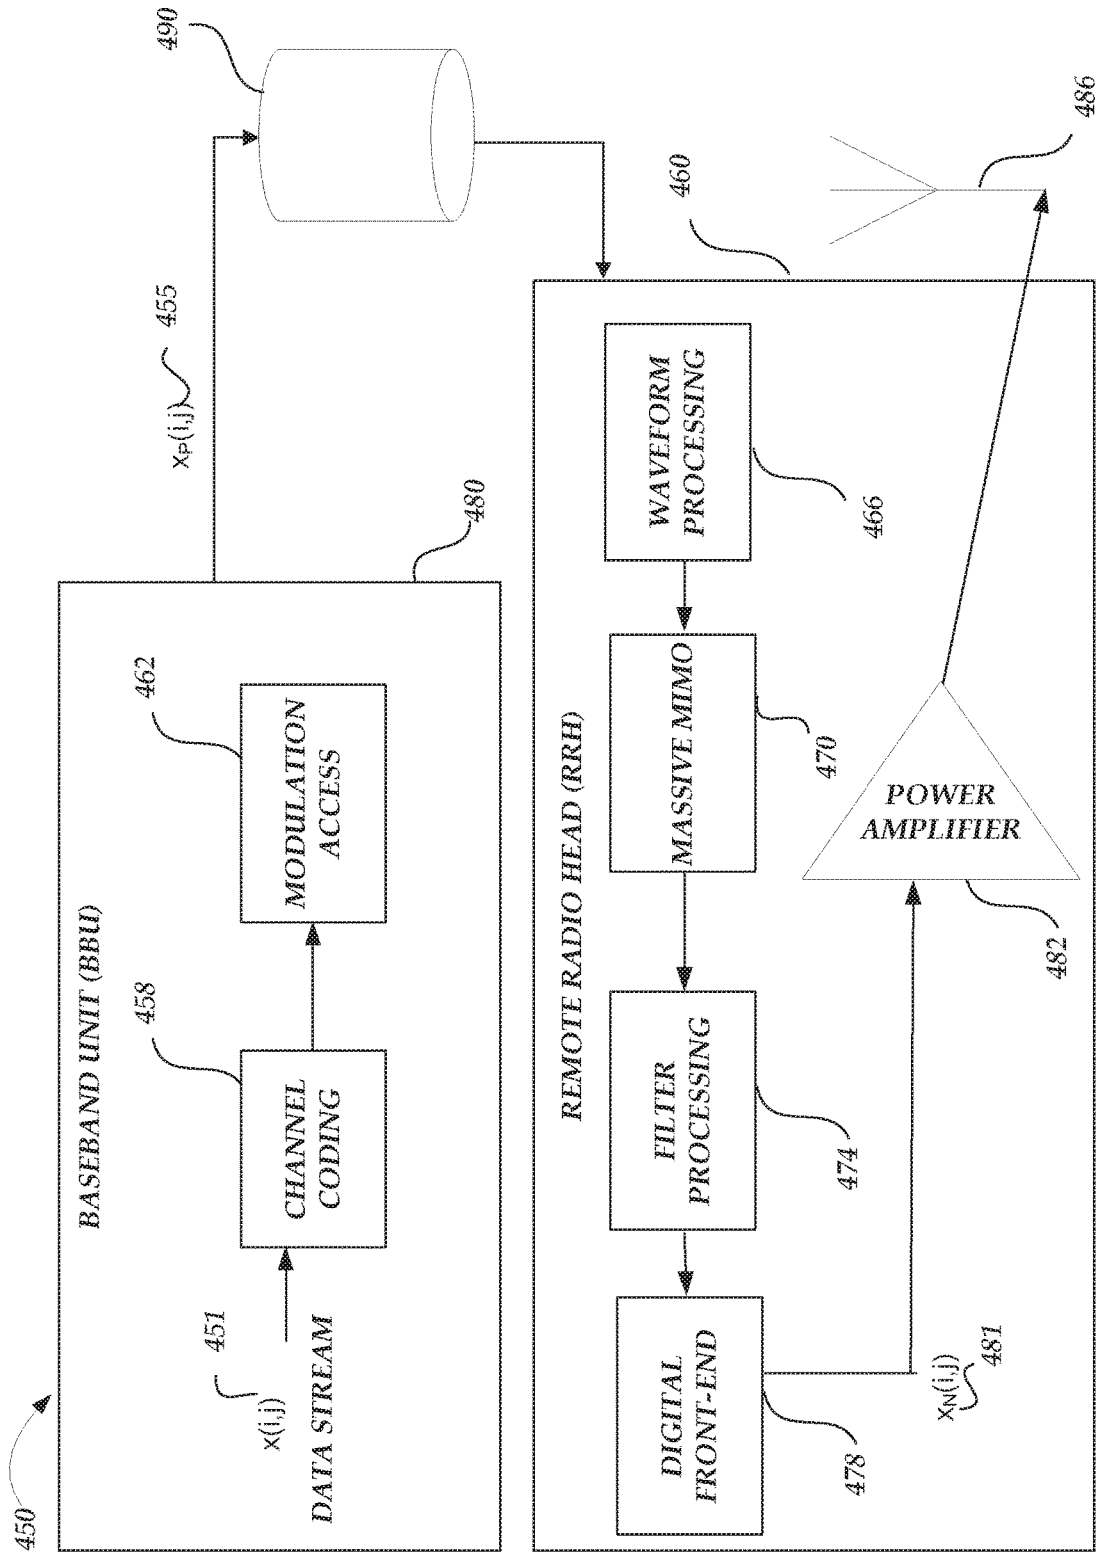 450
BASEBAND UNIT (BBU)
451
x(i,j)
DATA STREAM
458
CHANNEL
CODING
462
MODULATION
ACCESS
480
xP(i,j)
455
490
REMOTE RADIO HEAD (RRH)
460
WAVEFORM
PROCESSING
466
MASSIVE MIMO
470
FILTER
PROCESSING
474
DIGITAL
FRONT-END
478
xN(i,j)
481
POWER
AMPLIFIER
482
486